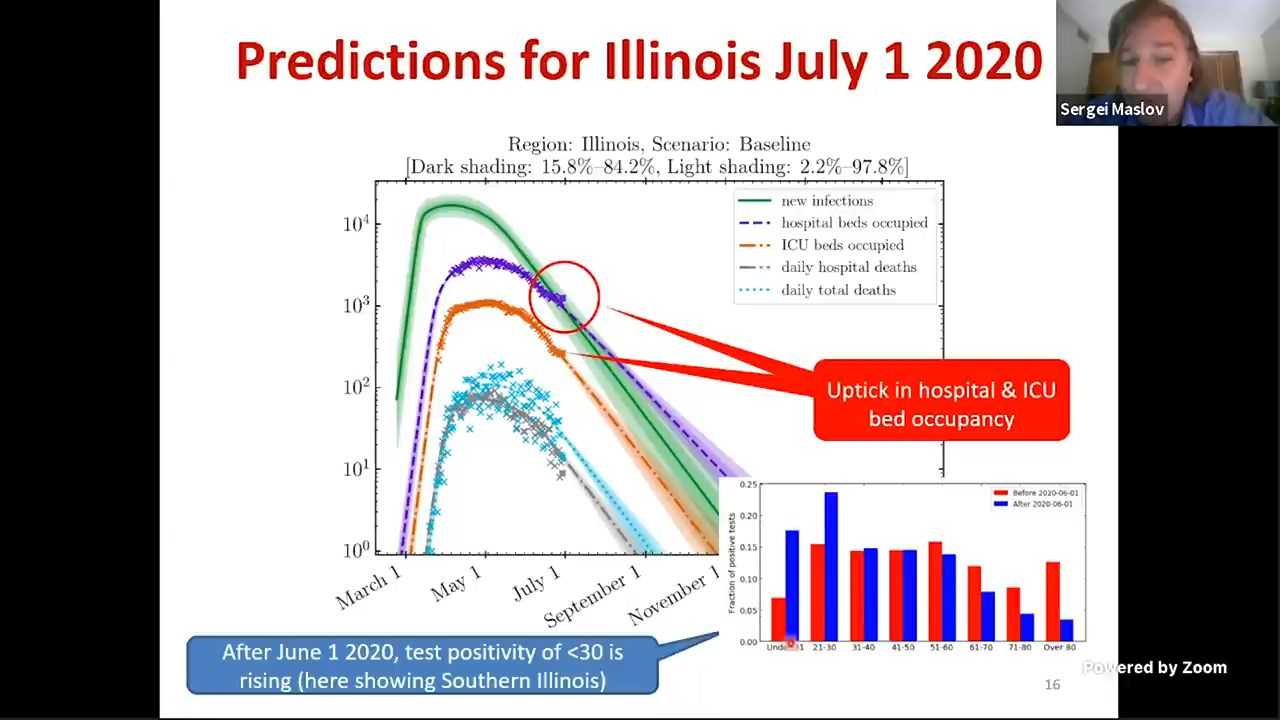 Predictions for Illinois July 1 2020
Sergei Maslov
Region: Illinois, Scenario: Baseline
[Dark shading: 15.8%–84.2%, Light shading: 2.2%–97.8%]
new infections
hospital beds occupied
ICU beds occupied
daily hospital deaths
daily total deaths
10⁴
10³
10²
10¹
10⁰
March 1
May 1
July 1
September 1
November 1
Uptick in hospital & ICU
bed occupancy
Before 2020-06-01
After 2020-06-01
Fraction of positive tests
0.25
0.20
0.15
0.10
0.05
0.00
21-30 31-40 41-50 51-60 61-70 71-80 Over 80
After June 1 2020, test positivity of <30 is
rising (here showing Southern Illinois)
Powered by Zoom
16